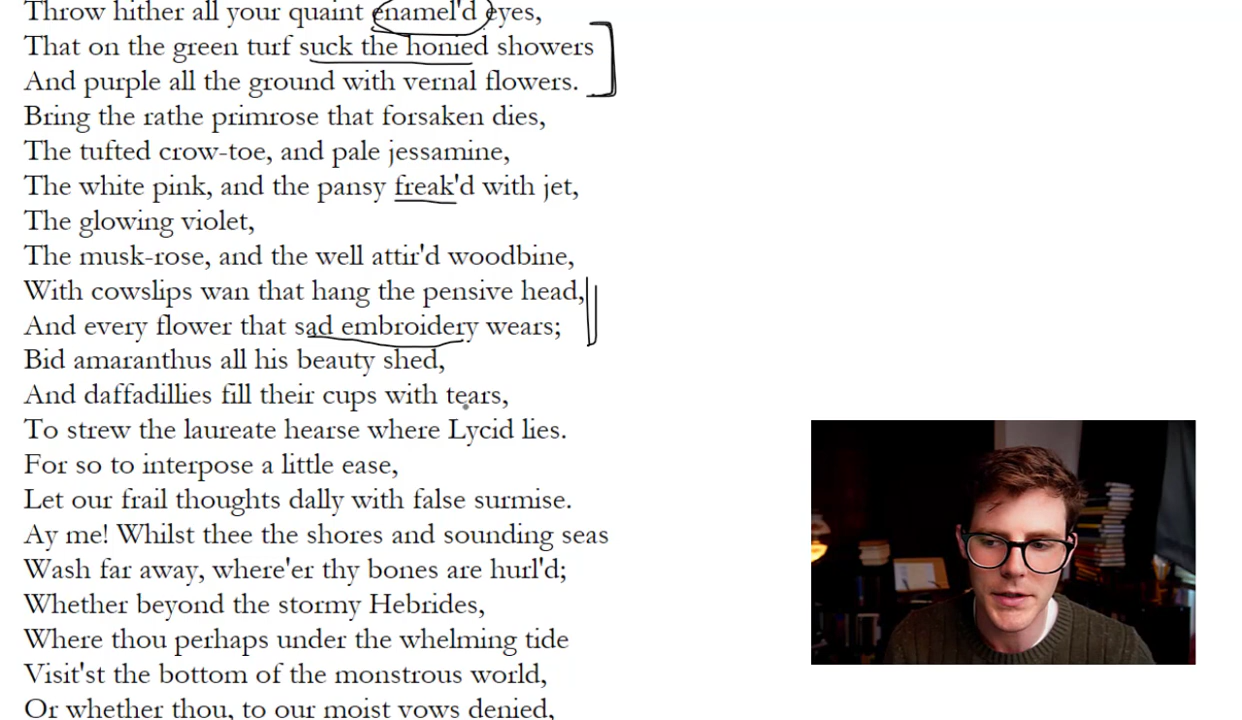 Throw hither all your quaint enamel'd eyes,
That on the green turf suck the honied showers
And purple all the ground with vernal flowers.
Bring the rathe primrose that forsaken dies,
The tufted crow-toe, and pale jessamine,
The white pink, and the pansy freak'd with jet,
The glowing violet,
The musk-rose, and the well attir'd woodbine,
With cowslips wan that hang the pensive head,
And every flower that sad embroidery wears;
Bid amaranthus all his beauty shed,
And daffadillies fill their cups with tears,
To strew the laureate hearse where Lycid lies.
For so to interpose a little ease,
Let our frail thoughts dally with false surmise.
Ay me! Whilst thee the shores and sounding seas
Wash far away, where'er thy bones are hurl'd;
Whether beyond the stormy Hebrides,
Where thou perhaps under the whelming tide
Visit'st the bottom of the monstrous world,
Or whether thou, to our moist vows denied,